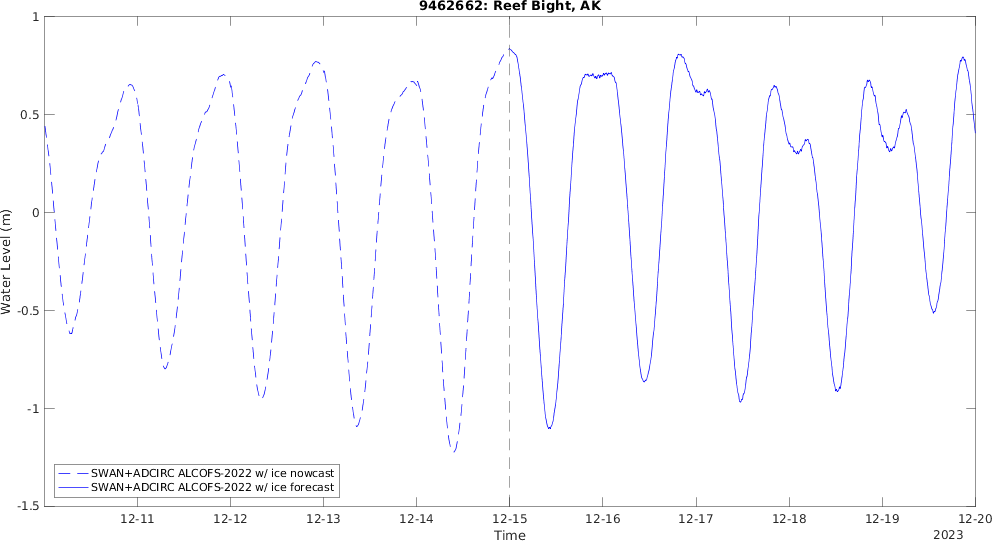 9462662: Reef Bight, AK
1
0.5
0
-0.5
-1
-1.5
Water Level (m)
SWAN+ADCIRC ALCOFS-2022 w/ ice nowcast
SWAN+ADCIRC ALCOFS-2022 w/ ice forecast
12-11 12-12 12-13 12-14 12-15 12-16 12-17 12-18 12-19 12-20
Time 2023